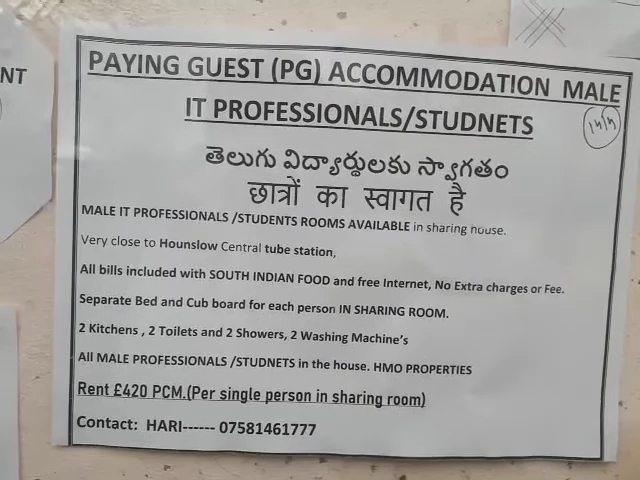 NT
PAYING GUEST (PG) ACCOMMODATION MALE
IT PROFESSIONALS/STUDNETS
తెలుగు విద్యార్థులకు స్వాగతం
छात्रों का स्वागत है
MALE IT PROFESSIONALS /STUDENTS ROOMS AVAILABLE in sharing house.
Very close to Hounslow Central tube station,
All bills included with SOUTH INDIAN FOOD and free Internet, No Extra charges or Fee.
Separate Bed and Cub board for each person IN SHARING ROOM.
2 Kitchens , 2 Toilets and 2 Showers, 2 Washing Machine's
All MALE PROFESSIONALS /STUDNETS in the house. HMO PROPERTIES
Rent £420 PCM.(Per single person in sharing room)
Contact: HARI------ 07581461777